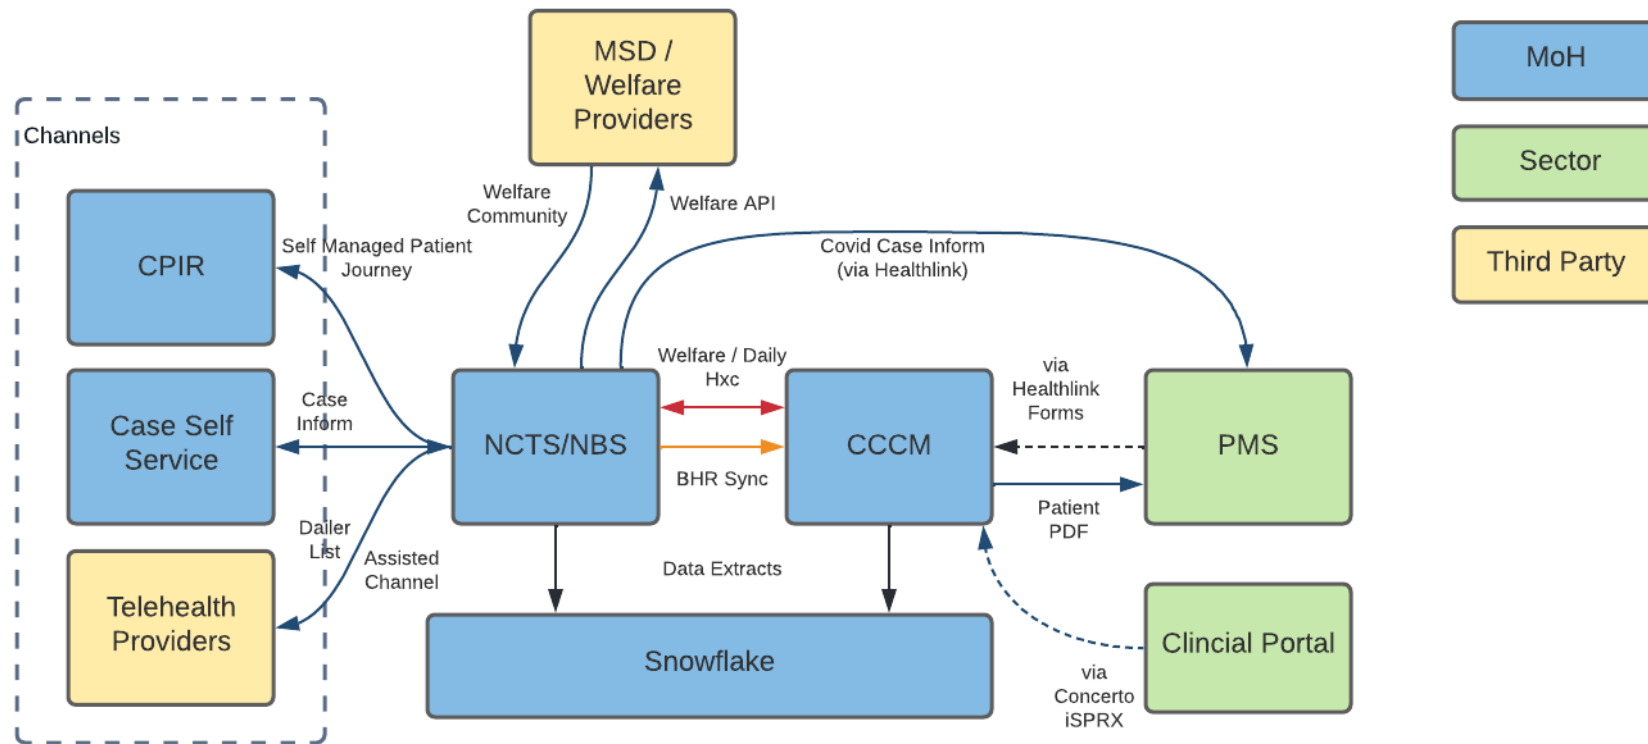 MSD /
Welfare
Providers
MoH
Sector
Third Party
Channels
CPIR
Case Self
Service
Telehealth
Providers
Self Managed Patient
Journey
Case
Inform
Dailer
List
Assisted
Channel
Welfare
Community
Welfare API
Covid Case Inform
(via Healthlink)
NCTS/NBS
Welfare / Daily
Hxc
BHR Sync
CCCM
via
Healthlink
Forms
PMS
Patient
PDF
Data Extracts
Snowflake
Clincial Portal
via
Concerto
iSPRX